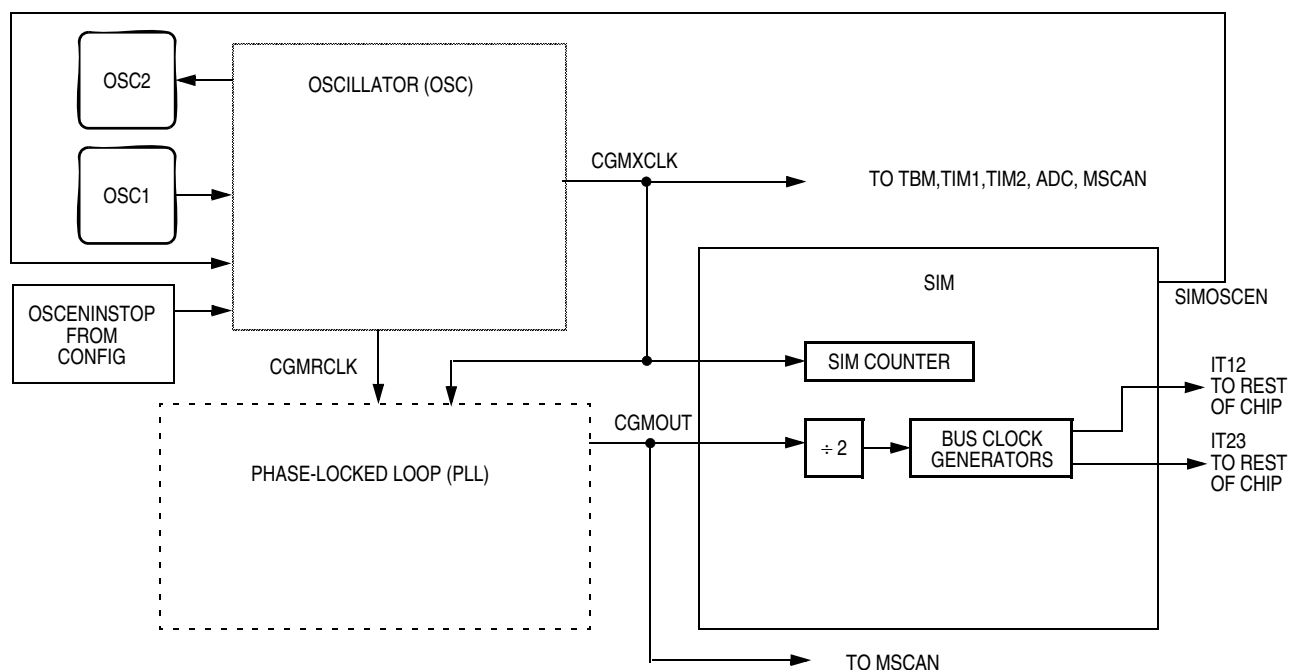 OSC2
OSCILLATOR (OSC)
CGMXCLK
TO TBM,TIM1,TIM2, ADC, MSCAN
OSC1
SIM
SIMOSCEN
OSCENINSTOP
FROM
CONFIG
CGMRCLK
SIM COUNTER
IT12
TO REST
OF CHIP
CGMOUT
÷ 2
BUS CLOCK
GENERATORS
IT23
TO REST
OF CHIP
PHASE-LOCKED LOOP (PLL)
TO MSCAN